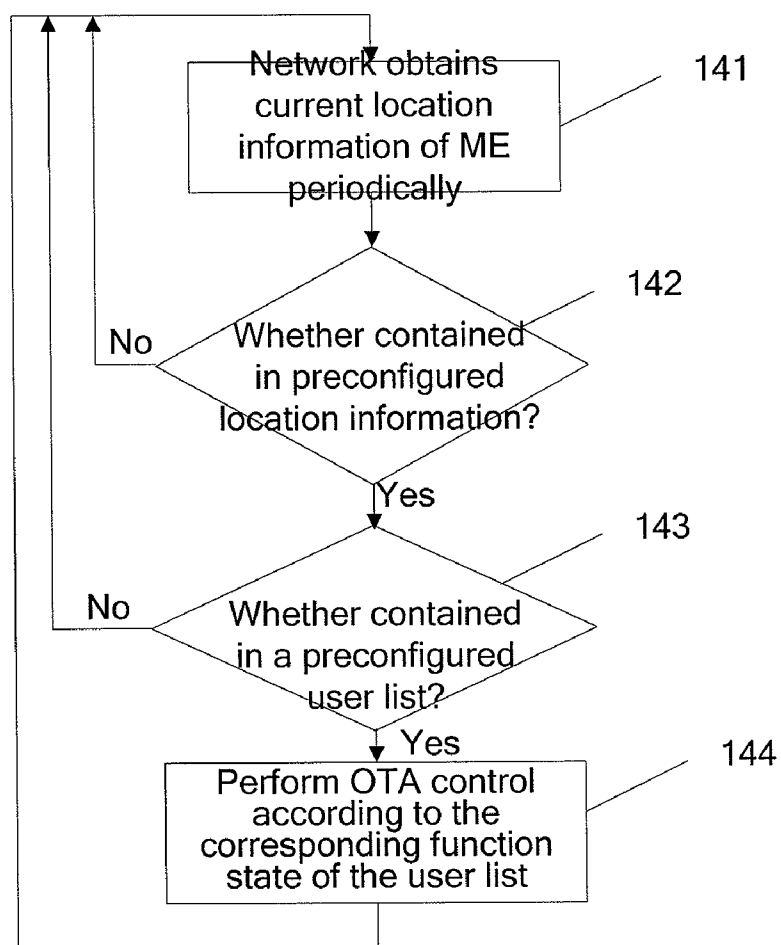 Network obtains
current location
information of ME
periodically
141
142
Whether contained
in preconfigured
location information?
No
Yes
143
Whether contained
in a preconfigured
user list?
No
Yes
144
Perform OTA control
according to the
corresponding function
state of the user list